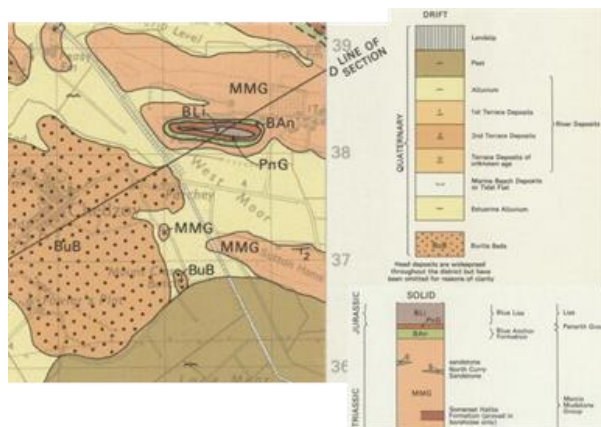 DRIFT
Landslip
Peat
Alluvium
1st Terrace Deposits
2nd Terrace Deposits
Terrace Deposits of
unknown age
River Deposits
Marine Beach Deposits
or Tidal Flat
Estuarine Alluvium
BuB
Burtle Beds
QUATERNARY
Head deposits are widespread
throughout the district but have
been omitted for reasons of clarity
SOLID
JURASSIC
TRIASSIC
BLi
PnG
BAn
MMG
Blue Lias
Lias
Blue Anchor
Formation
Penarth Group
sandstone
North Curry
Sandstone
Somerset Halite
Formation (proved in
boreholes only)
Mercia
Mudstone
Group
39
LINE OF
D SECTION
MMG
BLi
BAn
38
West Moor
PnG
MMG
MMG
37
BuB
BuB
36